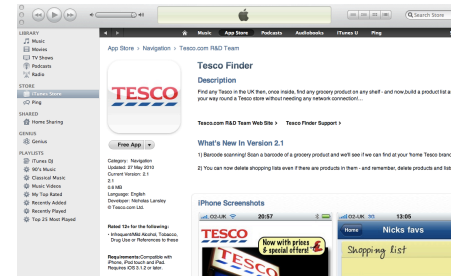 Search Store
LIBRARY
Music
Movies
TV Shows
Podcasts
Radio
STORE
iTunes Store
Ping
SHARED
Home Sharing
GENIUS
Genius
PLAYLISTS
iTunes DJ
90's Music
Classical Music
Music Videos
My Top Rated
Recently Added
Recently Played
Top 25 Most Played
Music App Store Podcasts Audiobooks iTunes U Ping
App Store > Navigation > Tesco.com R&D Team
TESCO
Free App
Category: Navigation
Updated: 27 May 2010
Current Version: 2.1
2.1
0.8 MB
Language: English
Developer: Nicholas Lansley
© Tesco.com Ltd.
Rated 12+ for the following:
Infrequent/Mild Alcohol, Tobacco,
Drug Use or References to these
Requirements: Compatible with
iPhone, iPod touch and iPad.
Requires iOS 3.1.2 or later.
Tesco Finder
Description
Find any Tesco in the UK then, once inside, find any grocery product on any shelf - and now, build a product list a
your way round a Tesco store without needing any network connection!...
Tesco.com R&D Team Web Site > Tesco Finder Support >
What's New In Version 2.1
1) Barcode scanning! Scan a barcode of a grocery product and we'll see if we can find at your 'home Tesco branc
2) You can now delete shopping lists even if there are products in them - and remember, delete products and list
iPhone Screenshots
O2-UK 20:57
TESCO
Now with prices
& special offers!
TESCO
O2-UK 3G 13:05
Home Nicks favs
Shopping list